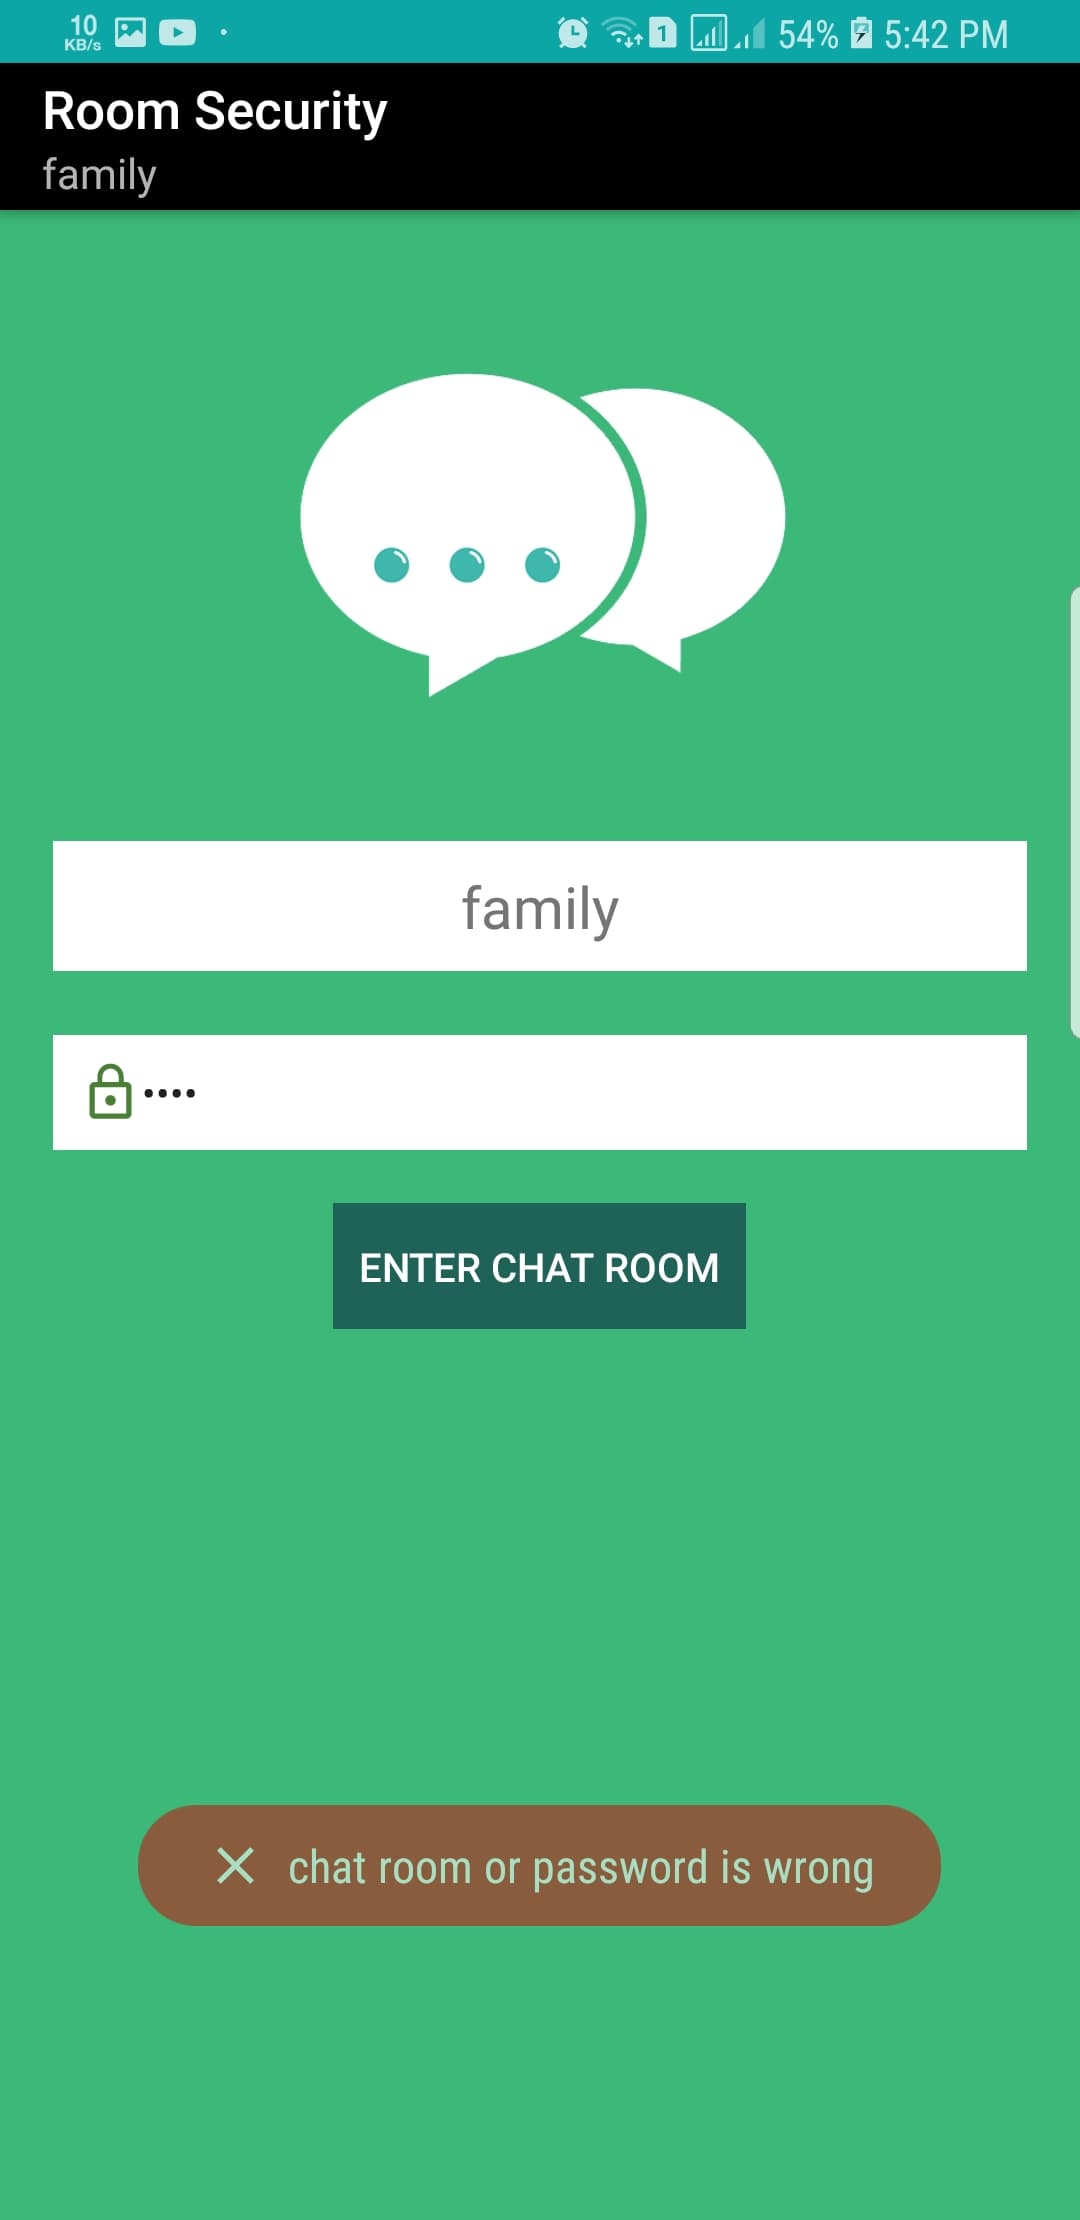 10
KB/s
1
54%
5:42 PM
Room Security
family
family
••••
ENTER CHAT ROOM
chat room or password is wrong